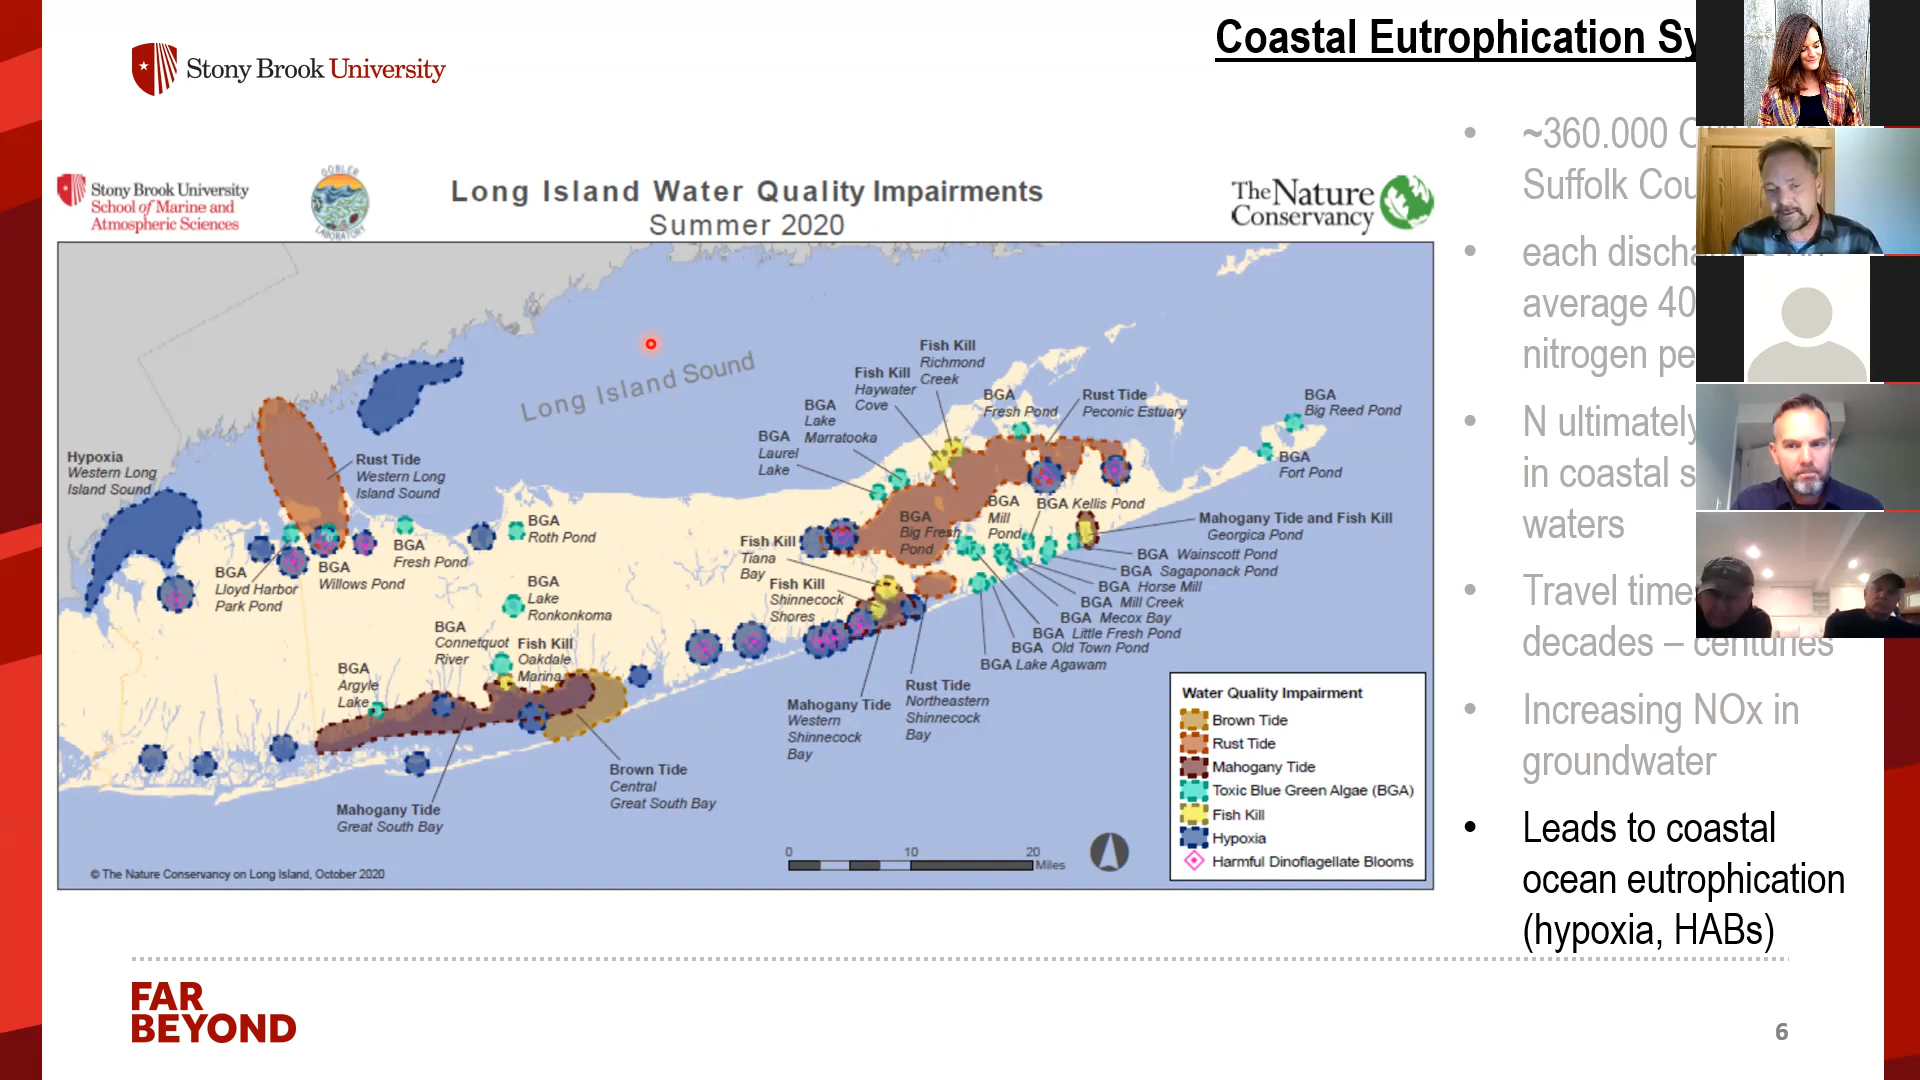 Coastal Eutrophication
Stony Brook University
Stony Brook University
School of Marine and
Atmospheric Sciences
GOBLER
LABORATORY
Long Island Water Quality Impairments
Summer 2020
The Nature
Conservancy
Long Island Sound
Hypoxia
Western Long
Island Sound
Rust Tide
Western Long
Island Sound
BGA
Lloyd Harbor
Park Pond
BGA
Willows Pond
BGA
Fresh Pond
BGA
Roth Pond
BGA
Lake
Ronkonkoma
BGA
Connetquot
River
Fish Kill
Oakdale
Marina
BGA
Argyle
Lake
Mahogany Tide
Great South Bay
Brown Tide
Central
Great South Bay
Fish Kill
Richmond
Creek
Fish Kill
Haywater
Cove
BGA
Lake
Marratooka
BGA
Laurel
Lake
BGA
Fresh Pond
Rust Tide
Peconic Estuary
BGA
Big Reed Pond
BGA
Fort Pond
BGA
Big Fresh
Pond
BGA
Mill
Pond
BGA Kellis Pond
Mahogany Tide and Fish Kill
Georgica Pond
Fish Kill
Tiana
Bay
Fish Kill
Shinnecock
Shores
BGA Wainscott Pond
BGA Sagaponack Pond
BGA Horse Mill
BGA Mill Creek
BGA Mecox Bay
BGA Little Fresh Pond
BGA Old Town Pond
BGA Lake Agawam
Mahogany Tide
Western
Shinnecock
Bay
Rust Tide
Northeastern
Shinnecock
Bay
Water Quality Impairment
Brown Tide
Rust Tide
Mahogany Tide
Toxic Blue Green Algae (BGA)
Fish Kill
Hypoxia
Harmful Dinoflagellate Blooms
0 10 20
Miles
© The Nature Conservancy on Long Island, October 2020
• ~360.000
Suffolk
• each
average 40
nitrogen
• N ultimately
in coastal
waters
• Travel
decades – centuries
• Increasing NOx in
groundwater
• Leads to coastal
ocean eutrophication
(hypoxia, HABs)
FAR
BEYOND
6